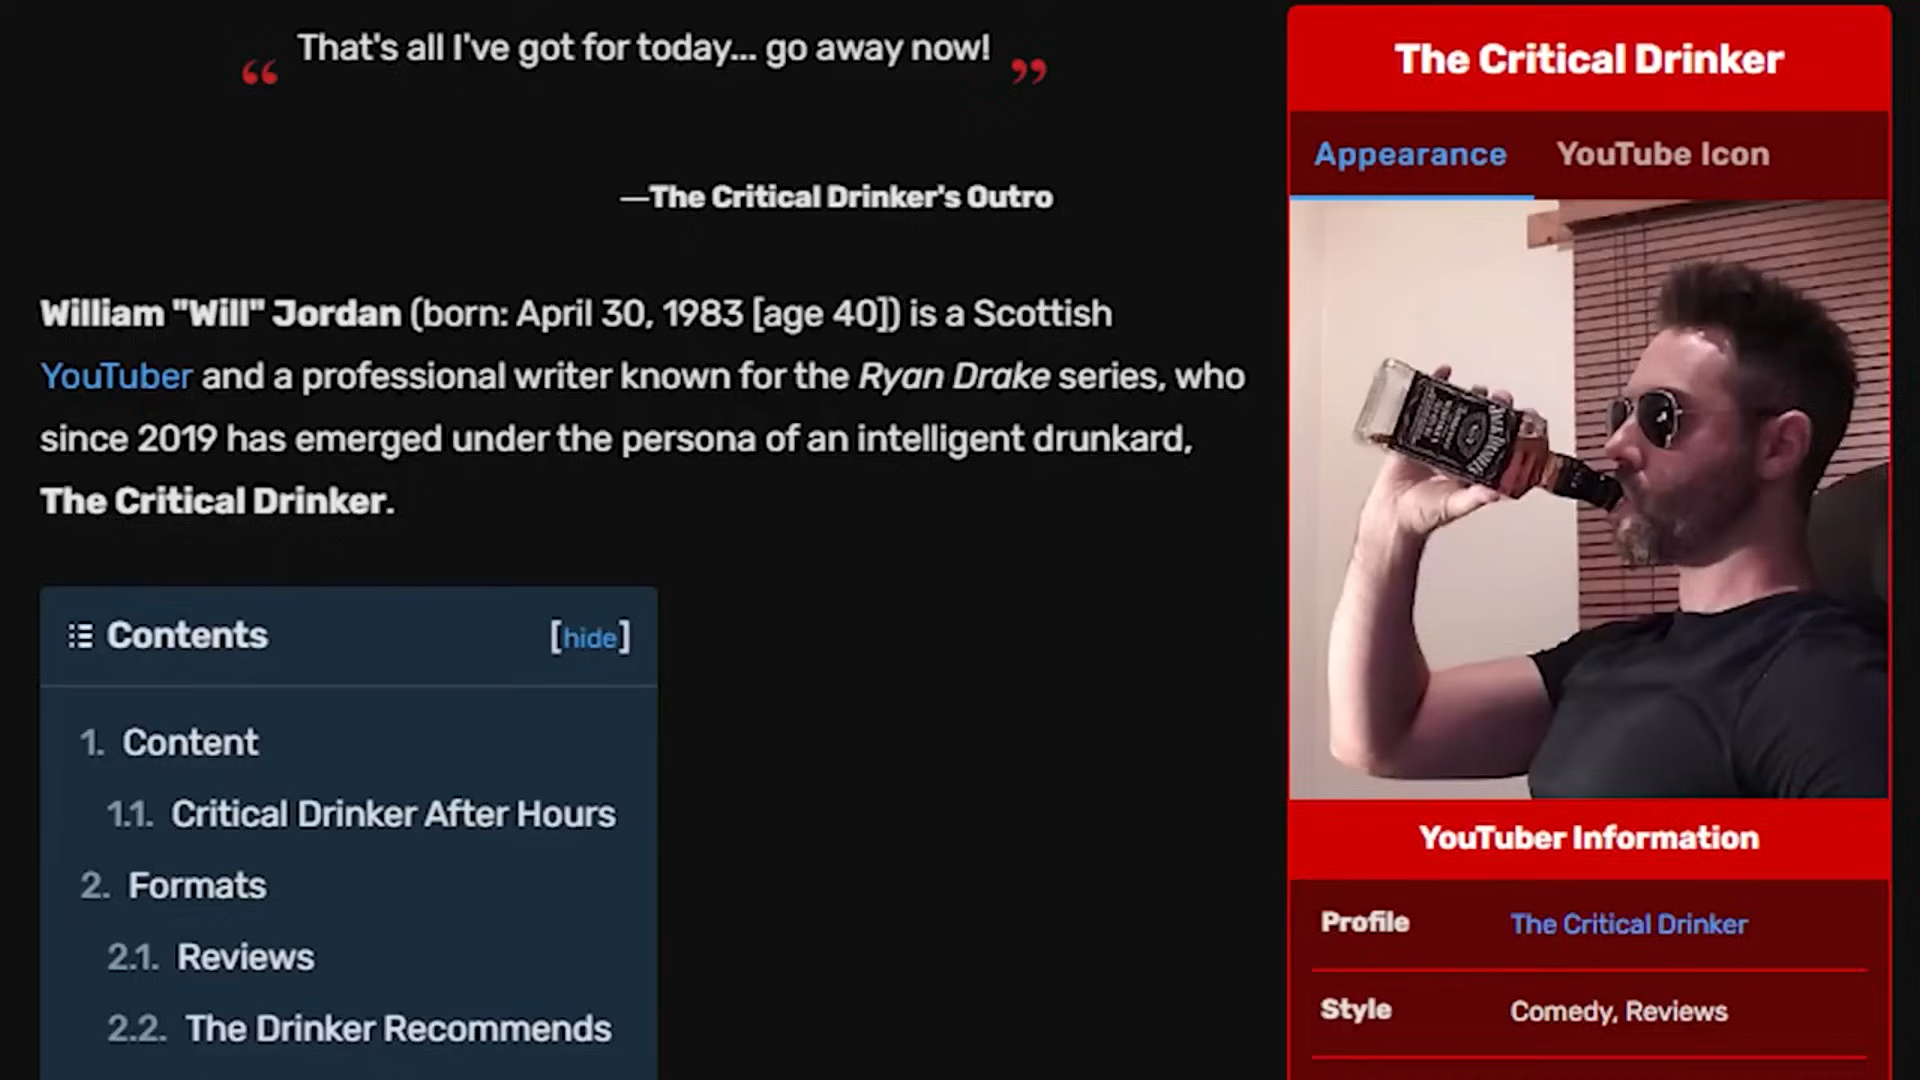 “ That's all I've got for today... go away now! ”
—The Critical Drinker's Outro
William "Will" Jordan (born: April 30, 1983 [age 40]) is a Scottish
YouTuber and a professional writer known for the Ryan Drake series, who
since 2019 has emerged under the persona of an intelligent drunkard,
The Critical Drinker.
Contents [hide]
1. Content
1.1. Critical Drinker After Hours
2. Formats
2.1. Reviews
2.2. The Drinker Recommends
The Critical Drinker
Appearance YouTube Icon
YouTuber Information
Profile The Critical Drinker
Style Comedy, Reviews